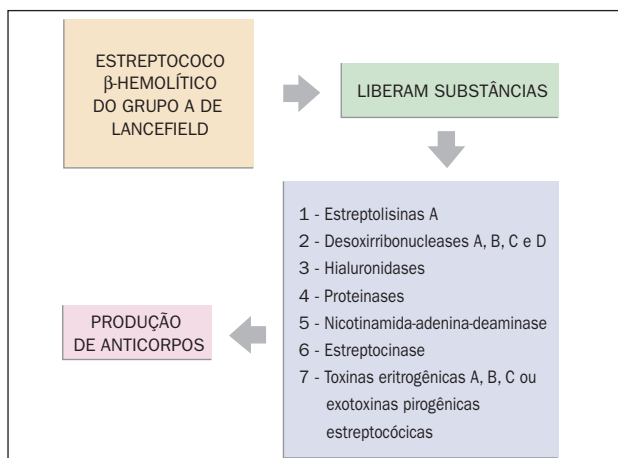 ESTREPTOCOCO
β-HEMOLÍTICO
DO GRUPO A DE
LANCEFIELD
LIBERAM SUBSTÂNCIAS
1 - Estreptolisinas A
2 - Desoxirribonucleases A, B, C e D
3 - Hialuronidases
4 - Proteinases
5 - Nicotinamida-adenina-deaminase
6 - Estreptocinase
7 - Toxinas eritrogênicas A, B, C ou
exotoxinas pirogênicas
estreptocócicas
PRODUÇÃO
DE ANTICORPOS